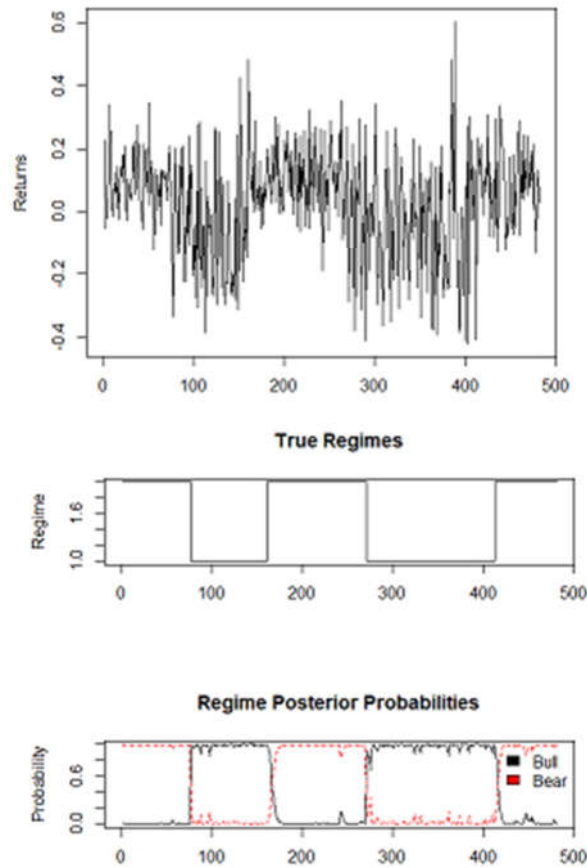 0.6
0.4
0.2
0.0
-0.2
-0.4
Returns
0 100 200 300 400 500
True Regimes
1.6
1.0
Regime
0 100 200 300 400 500
Regime Posterior Probabilities
0.6
0.0
Probability
Bull
Bear
0 100 200 300 400 500